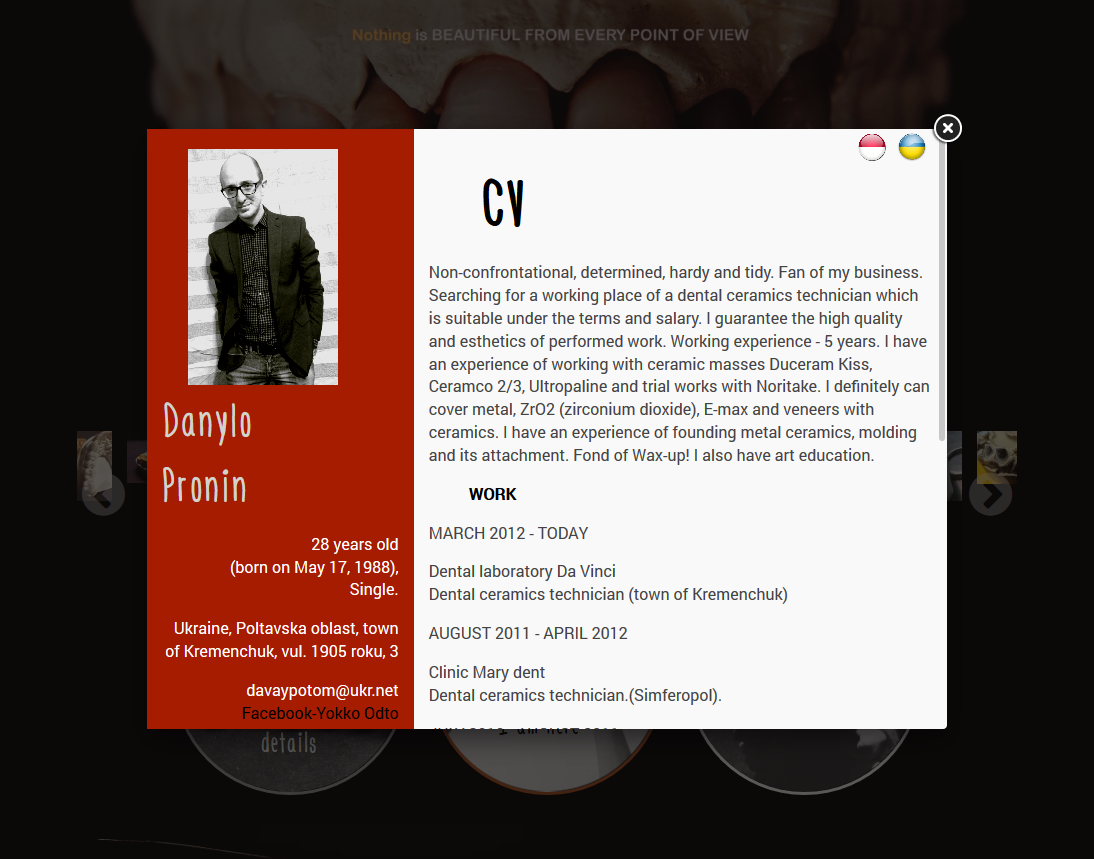 Nothing is BEAUTIFUL FROM EVERY POINT OF VIEW
Danylo
Pronin
28 years old
(born on May 17, 1988),
Single.
Ukraine, Poltavska oblast, town
of Kremenchuk, vul. 1905 roku, 3
davaypotom@ukr.net
Facebook-Yokko Odto
CV
Non-confrontational, determined, hardy and tidy. Fan of my business.
Searching for a working place of a dental ceramics technician which
is suitable under the terms and salary. I guarantee the high quality
and esthetics of performed work. Working experience - 5 years. I have
an experience of working with ceramic masses Duceram Kiss,
Ceramco 2/3, Ultropaline and trial works with Noritake. I definitely can
cover metal, ZrO2 (zirconium dioxide), E-max and veneers with
ceramics. I have an experience of founding metal ceramics, molding
and its attachment. Fond of Wax-up! I also have art education.
WORK
MARCH 2012 - TODAY
Dental laboratory Da Vinci
Dental ceramics technician (town of Kremenchuk)
AUGUST 2011 - APRIL 2012
Clinic Mary dent
Dental ceramics technician.(Simferopol).
details